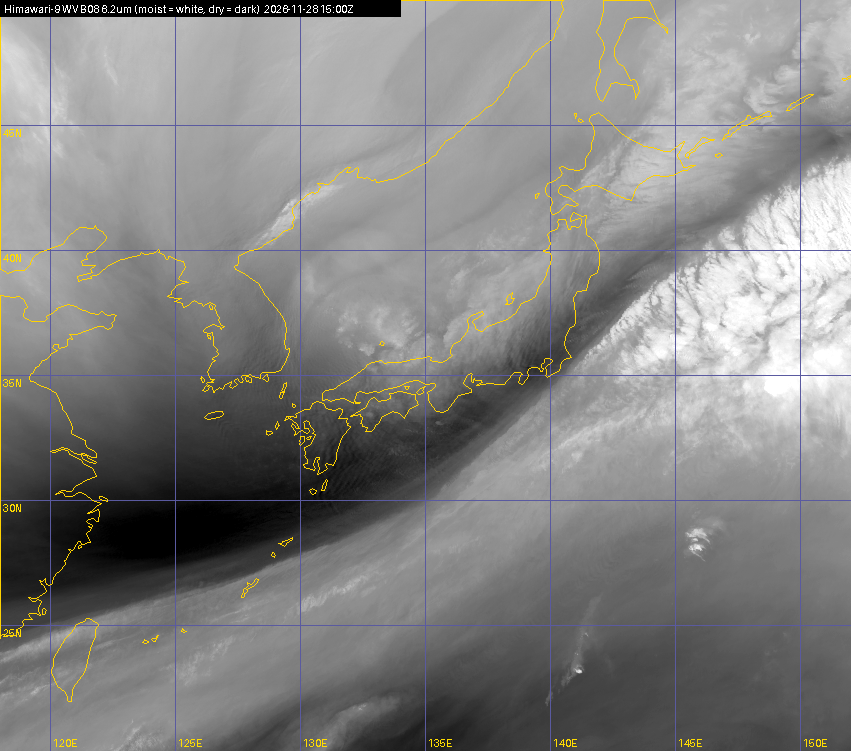 Himawari-9 WV B08 6.2um (moist = white, dry = dark) 2026-11-28 15:00Z
45N
40N
35N
30N
25N
120E
125E
130E
135E
140E
145E
150E